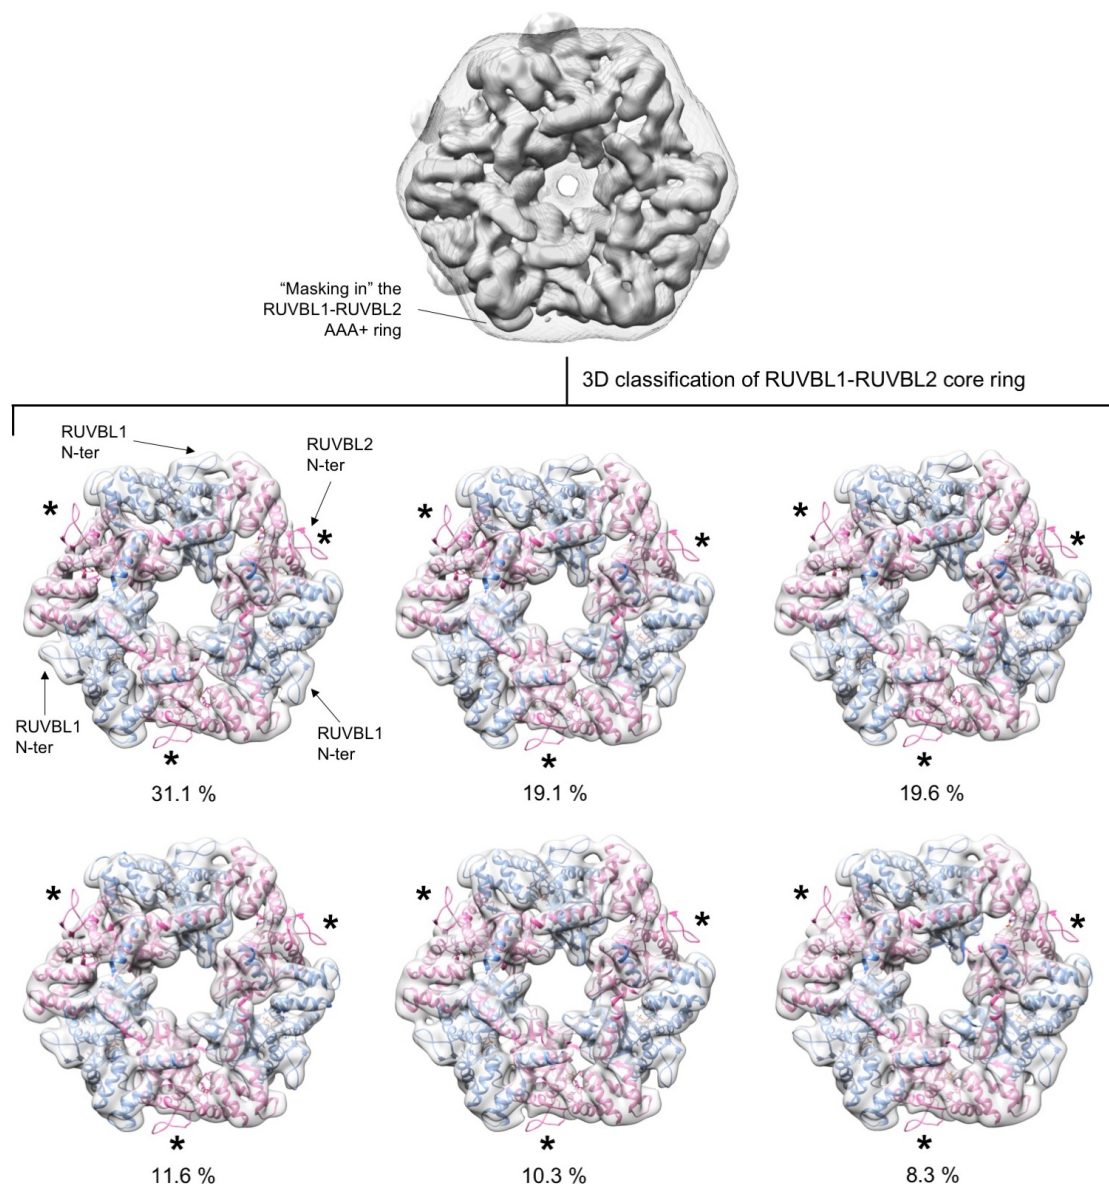 “Masking in” the
RUVBL1-RUVBL2
AAA+ ring
3D classification of RUVBL1-RUVBL2 core ring
RUVBL1
N-ter
RUVBL2
N-ter
*
*
*
*
*
*
RUVBL1
N-ter
RUVBL1
N-ter
*
*
*
31.1 %
19.1 %
19.6 %
*
*
*
*
*
*
*
*
*
11.6 %
10.3 %
8.3 %